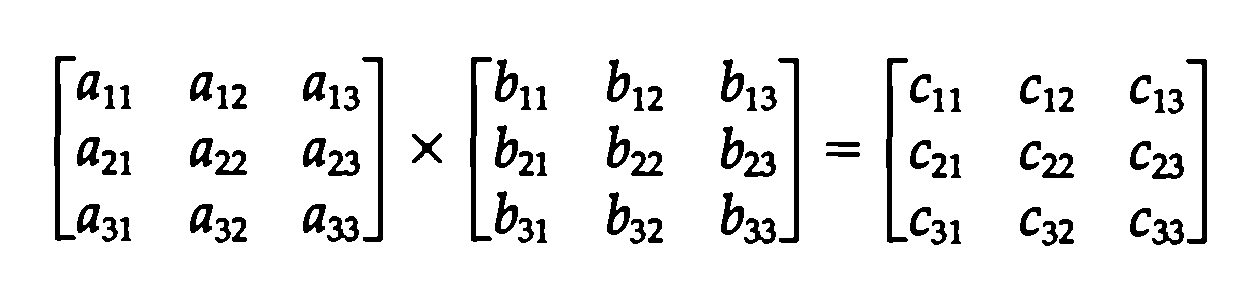 [a₁₁ a₁₂ a₁₃] [b₁₁ b₁₂ b₁₃] [c₁₁ c₁₂ c₁₃]
[a₂₁ a₂₂ a₂₃] × [b₂₁ b₂₂ b₂₃] = [c₂₁ c₂₂ c₂₃]
[a₃₁ a₃₂ a₃₃] [b₃₁ b₃₂ b₃₃] [c₃₁ c₃₂ c₃₃]